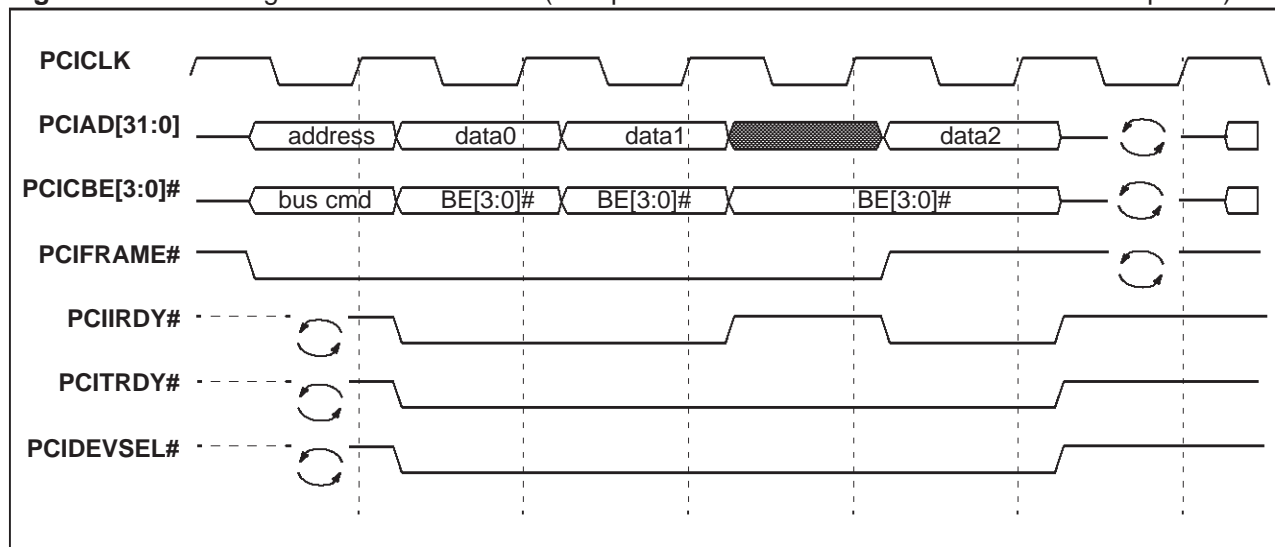 PCICLK
PCIAD[31:0] address data0 data1 data2
PCICBE[3:0]# bus cmd BE[3:0]# BE[3:0]# BE[3:0]#
PCIFRAME#
PCIIRDY#
PCITRDY#
PCIDEVSEL#